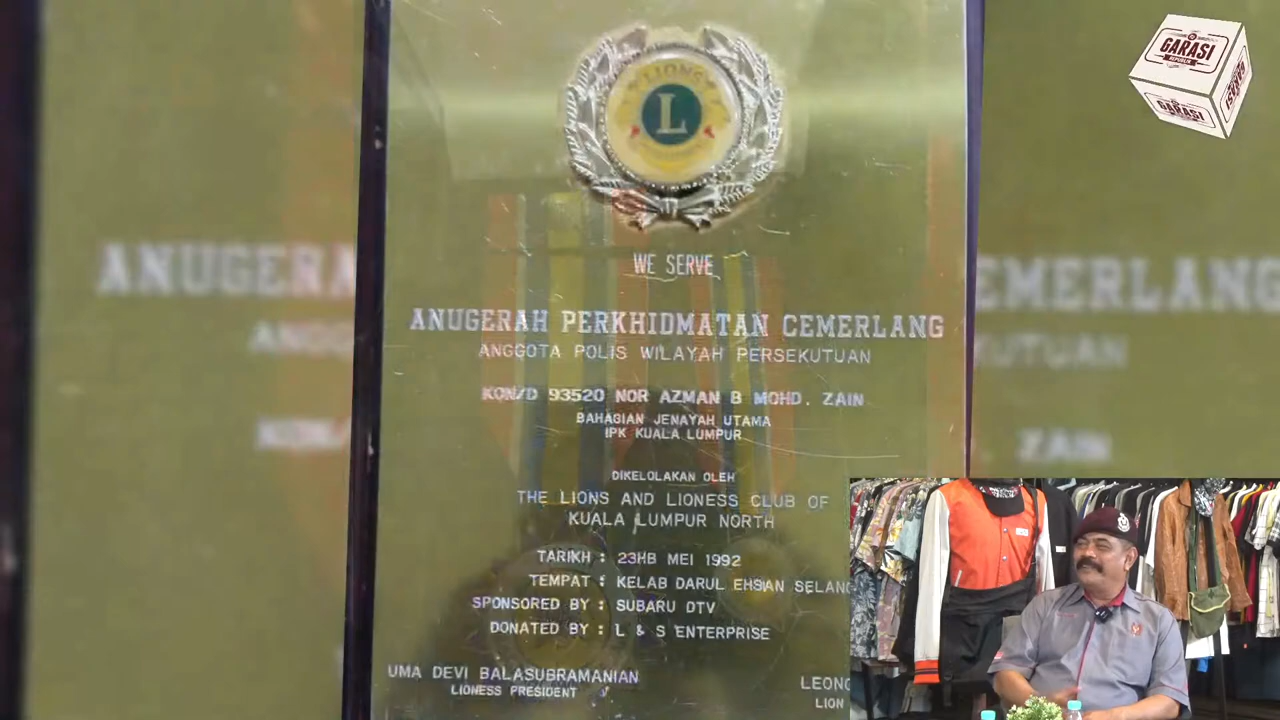 GARASI
REPUBLIK
GARASI
GARASI
LIONS
L
WE SERVE
ANUGERAH PERKHIDMATAN CEMERLANG
ANGGOTA POLIS WILAYAH PERSEKUTUAN
KON/D 93520 NOR AZMAN B MOHD. ZAIN
BAHAGIAN JENAYAH UTAMA
IPK KUALA LUMPUR
DIKELOLAKAN OLEH
THE LIONS AND LIONESS CLUB OF
KUALA LUMPUR NORTH
TARIKH : 23HB MEI 1992
TEMPAT : KELAB DARUL EHSAN SELANG
SPONSORED BY : SUBARU DTV
DONATED BY : L & S ENTERPRISE
UMA DEVI BALASUBRAMANIAN
LIONESS PRESIDENT
LEONG
LION